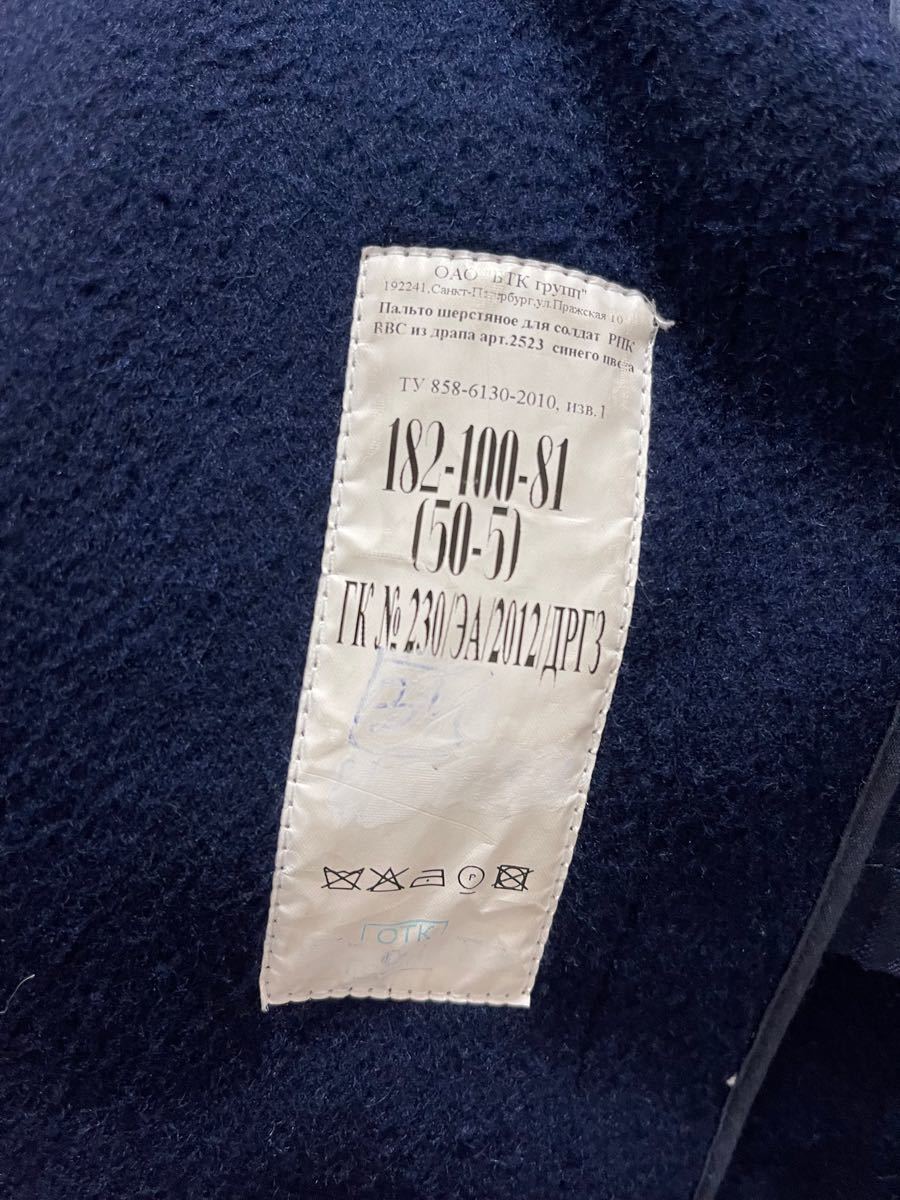 ОАО "БТК групп"
192241,Санкт-Петербург,ул.Пражская 10
Пальто шерстяное для солдат РПК
RBC из драпа арт.2523 синего цвета
ТУ 858-6130-2010, изв.1
182-100-81
(50-5)
ГК № 230/ЭА/2012/ДРГЗ
P
ОТК